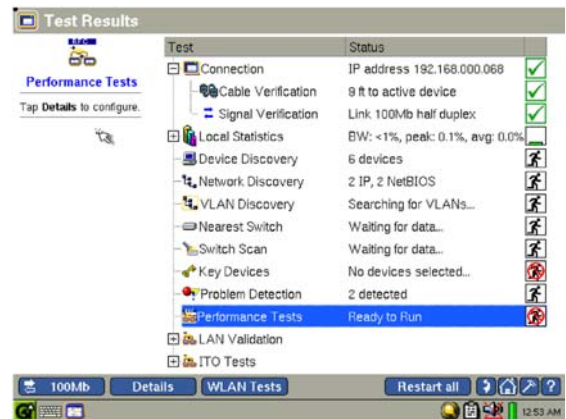 Test Results
RFC
Performance Tests
Tap Details to configure.
Test Status
Connection IP address 192.168.000.068
Cable Verification 9 ft to active device
Signal Verification Link 100Mb half duplex
Local Statistics BW: <1%, peak: 0.1%, avg: 0.0%
Device Discovery 6 devices
Network Discovery 2 IP, 2 NetBIOS
VLAN Discovery Searching for VLANs...
Nearest Switch Waiting for data...
Switch Scan Waiting for data...
Key Devices No devices selected...
Problem Detection 2 detected
Performance Tests Ready to Run
LAN Validation
ITO Tests
100Mb Details WLAN Tests Restart all ?
12:53 AM